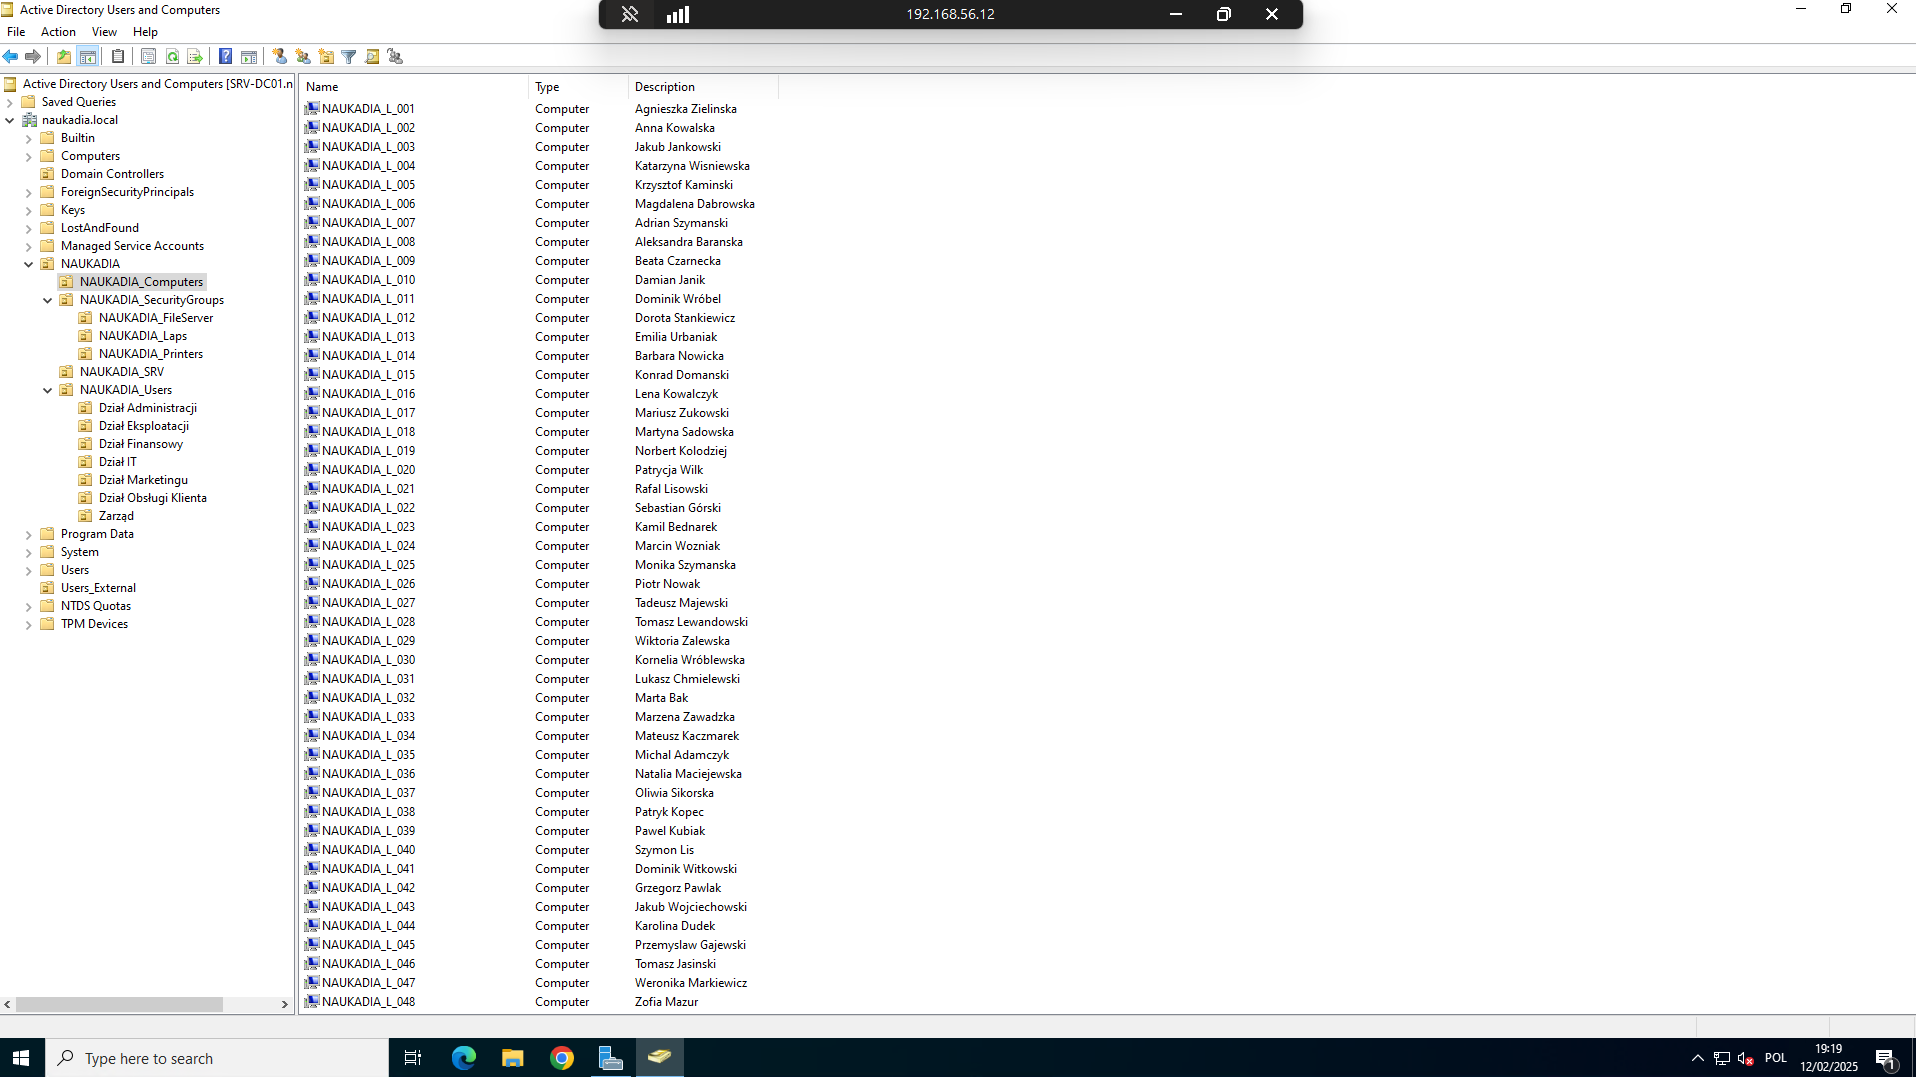 Active Directory Users and Computers
192.168.56.12
File Action View Help
Active Directory Users and Computers [SRV-DC01.n
Saved Queries
naukadia.local
Builtin
Computers
Domain Controllers
ForeignSecurityPrincipals
Keys
LostAndFound
Managed Service Accounts
NAUKADIA
NAUKADIA_Computers
NAUKADIA_SecurityGroups
NAUKADIA_FileServer
NAUKADIA_Laps
NAUKADIA_Printers
NAUKADIA_SRV
NAUKADIA_Users
Dział Administracji
Dział Eksploatacji
Dział Finansowy
Dział IT
Dział Marketingu
Dział Obsługi Klienta
Zarząd
Program Data
System
Users
Users_External
NTDS Quotas
TPM Devices
Name Type Description
NAUKADIA_L_001 Computer Agnieszka Zielinska
NAUKADIA_L_002 Computer Anna Kowalska
NAUKADIA_L_003 Computer Jakub Jankowski
NAUKADIA_L_004 Computer Katarzyna Wisniewska
NAUKADIA_L_005 Computer Krzysztof Kaminski
NAUKADIA_L_006 Computer Magdalena Dabrowska
NAUKADIA_L_007 Computer Adrian Szymanski
NAUKADIA_L_008 Computer Aleksandra Baranska
NAUKADIA_L_009 Computer Beata Czarnecka
NAUKADIA_L_010 Computer Damian Janik
NAUKADIA_L_011 Computer Dominik Wróbel
NAUKADIA_L_012 Computer Dorota Stankiewicz
NAUKADIA_L_013 Computer Emilia Urbaniak
NAUKADIA_L_014 Computer Barbara Nowicka
NAUKADIA_L_015 Computer Konrad Domanski
NAUKADIA_L_016 Computer Lena Kowalczyk
NAUKADIA_L_017 Computer Mariusz Zukowski
NAUKADIA_L_018 Computer Martyna Sadowska
NAUKADIA_L_019 Computer Norbert Kolodziej
NAUKADIA_L_020 Computer Patrycja Wilk
NAUKADIA_L_021 Computer Rafal Lisowski
NAUKADIA_L_022 Computer Sebastian Górski
NAUKADIA_L_023 Computer Kamil Bednarek
NAUKADIA_L_024 Computer Marcin Wozniak
NAUKADIA_L_025 Computer Monika Szymanska
NAUKADIA_L_026 Computer Piotr Nowak
NAUKADIA_L_027 Computer Tadeusz Majewski
NAUKADIA_L_028 Computer Tomasz Lewandowski
NAUKADIA_L_029 Computer Wiktoria Zalewska
NAUKADIA_L_030 Computer Kornelia Wróblewska
NAUKADIA_L_031 Computer Lukasz Chmielewski
NAUKADIA_L_032 Computer Marta Bak
NAUKADIA_L_033 Computer Marzena Zawadzka
NAUKADIA_L_034 Computer Mateusz Kaczmarek
NAUKADIA_L_035 Computer Michal Adamczyk
NAUKADIA_L_036 Computer Natalia Maciejewska
NAUKADIA_L_037 Computer Oliwia Sikorska
NAUKADIA_L_038 Computer Patryk Kopec
NAUKADIA_L_039 Computer Pawel Kubiak
NAUKADIA_L_040 Computer Szymon Lis
NAUKADIA_L_041 Computer Dominik Witkowski
NAUKADIA_L_042 Computer Grzegorz Pawlak
NAUKADIA_L_043 Computer Jakub Wojciechowski
NAUKADIA_L_044 Computer Karolina Dudek
NAUKADIA_L_045 Computer Przemyslaw Gajewski
NAUKADIA_L_046 Computer Tomasz Jasinski
NAUKADIA_L_047 Computer Weronika Markiewicz
NAUKADIA_L_048 Computer Zofia Mazur
Type here to search
POL
19:19
12/02/2025
1